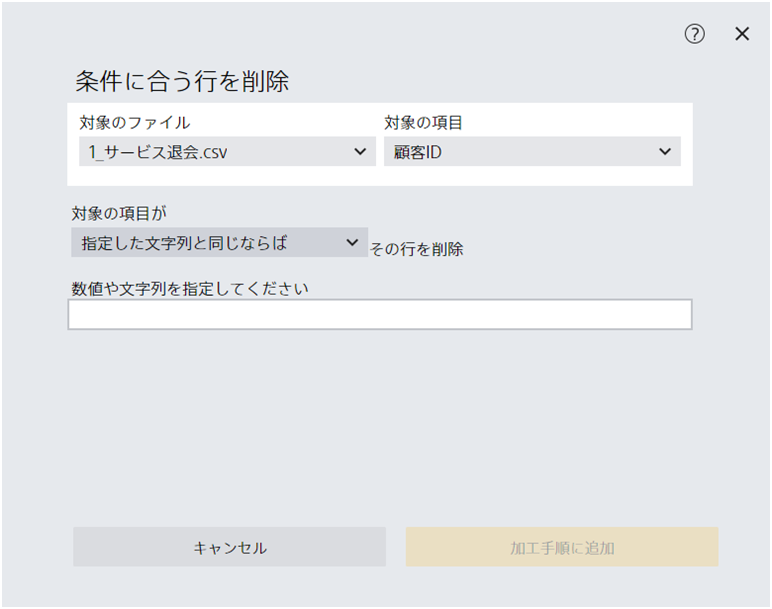 ?
条件に合う行を削除
対象のファイル 対象の項目
1_サービス退会.csv 顧客ID
対象の項目が
指定した文字列と同じならば その行を削除
数値や文字列を指定してください
キャンセル 加工手順に追加